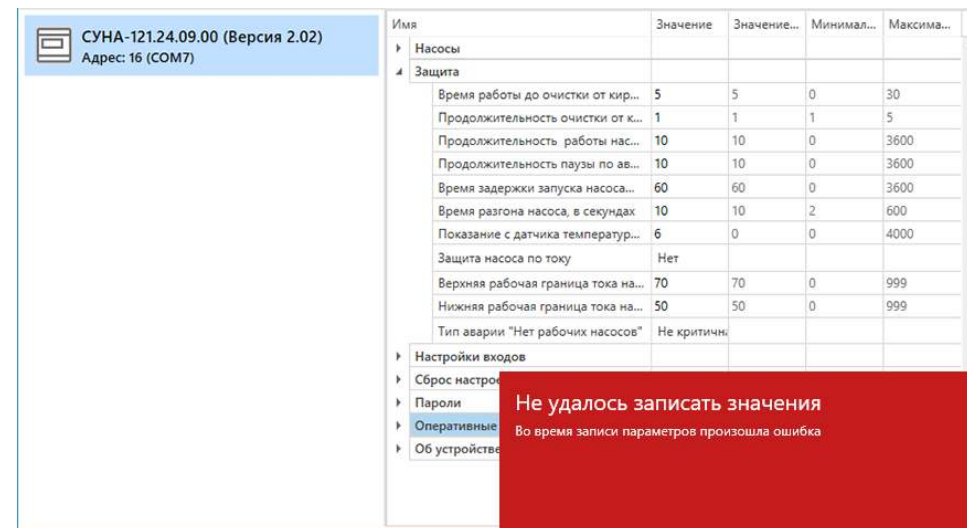 СУНА-121.24.09.00 (Версия 2.02)
Адрес: 16 (COM7)
Имя Значение Значение... Минимал... Максима...
Насосы
Защита
Время работы до очистки от кир... 5 5 0 30
Продолжительность очистки от к... 1 1 1 5
Продолжительность работы нас... 10 10 0 3600
Продолжительность паузы по ав... 10 10 0 3600
Время задержки запуска насоса... 60 60 0 3600
Время разгона насоса, в секундах 10 10 2 600
Показание с датчика температур... 6 0 0 4000
Защита насоса по току Нет
Верхняя рабочая граница тока на... 70 70 0 999
Нижняя рабочая граница тока на... 50 50 0 999
Тип аварии "Нет рабочих насосов" Не критичн
Настройки входов
Сброс настрое
Пароли
Оперативные
Об устройстве
Не удалось записать значения
Во время записи параметров произошла ошибка